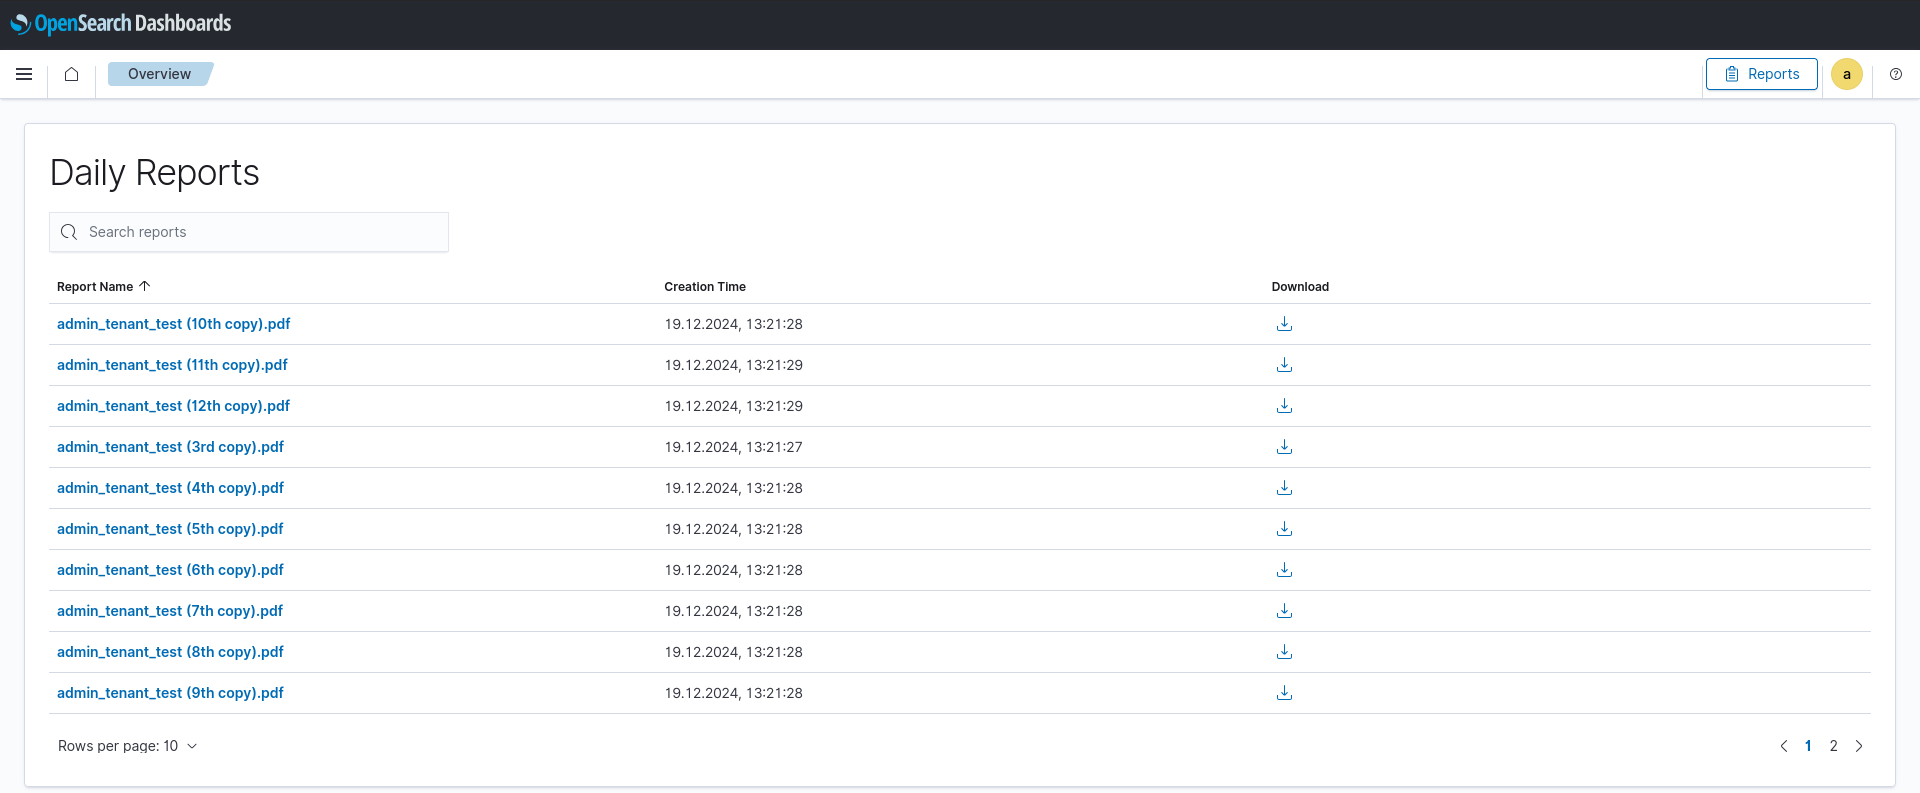 OpenSearch Dashboards
Overview
Reports
a
Daily Reports
Search reports
Report Name Creation Time Download
admin_tenant_test (10th copy).pdf 19.12.2024, 13:21:28
admin_tenant_test (11th copy).pdf 19.12.2024, 13:21:29
admin_tenant_test (12th copy).pdf 19.12.2024, 13:21:29
admin_tenant_test (3rd copy).pdf 19.12.2024, 13:21:27
admin_tenant_test (4th copy).pdf 19.12.2024, 13:21:28
admin_tenant_test (5th copy).pdf 19.12.2024, 13:21:28
admin_tenant_test (6th copy).pdf 19.12.2024, 13:21:28
admin_tenant_test (7th copy).pdf 19.12.2024, 13:21:28
admin_tenant_test (8th copy).pdf 19.12.2024, 13:21:28
admin_tenant_test (9th copy).pdf 19.12.2024, 13:21:28
Rows per page: 10 1 2